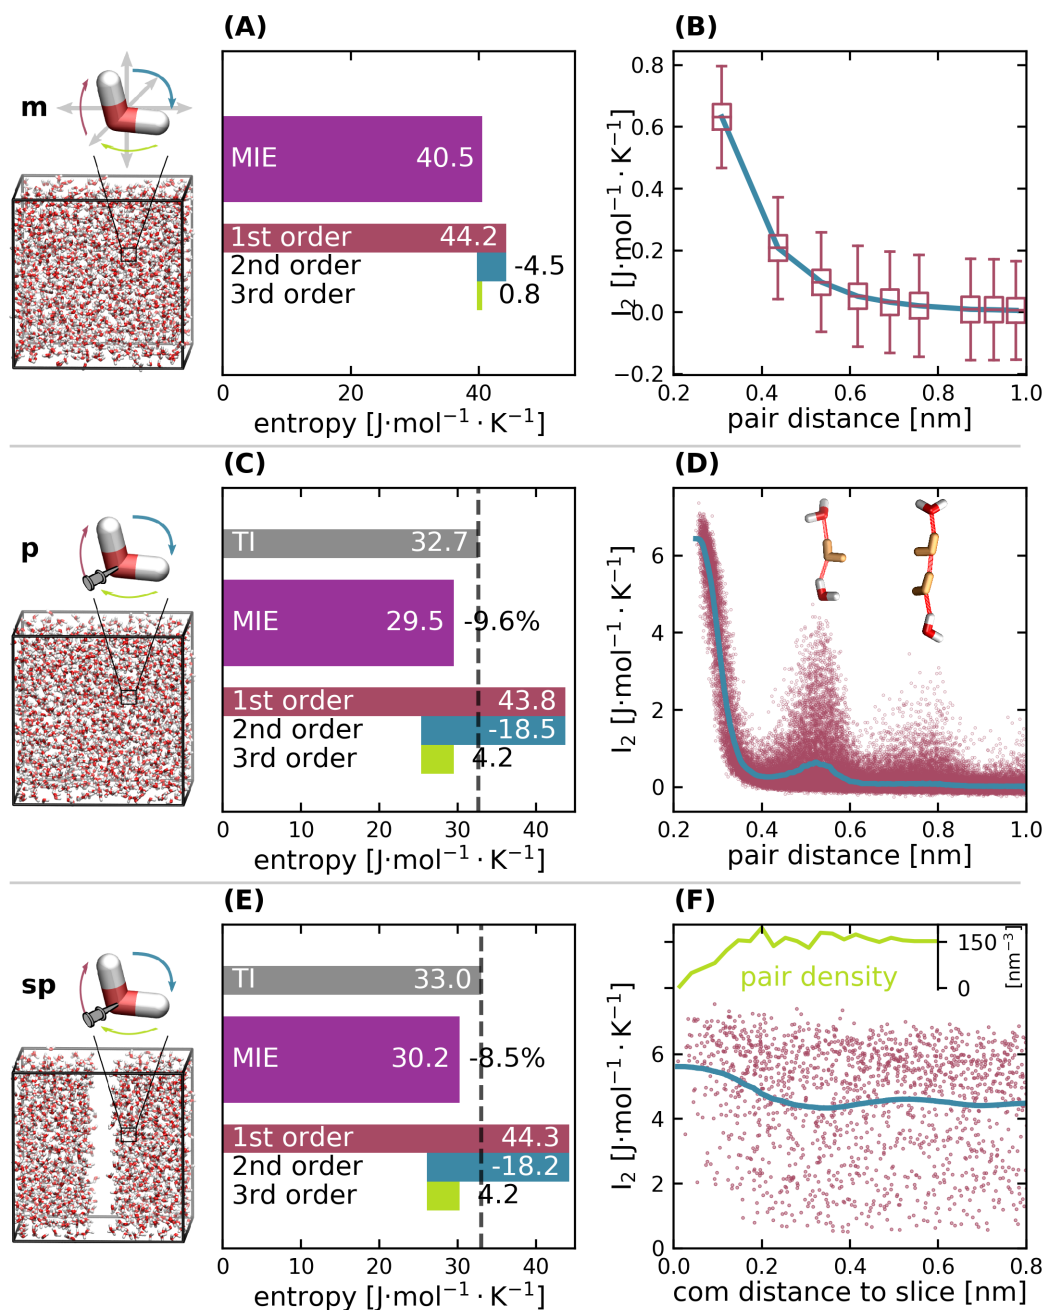 (A)
(B)
m
MIE 40.5
1st order 44.2
2nd order -4.5
3rd order 0.8
0 20 40
entropy [J·mol⁻¹ · K⁻¹]
I₂ [J·mol⁻¹ · K⁻¹]
0.8
0.6
0.4
0.2
0.0
−0.2
0.2 0.4 0.6 0.8 1.0
pair distance [nm]
(C)
(D)
p
TI 32.7
MIE 29.5 -9.6%
1st order 43.8
2nd order -18.5
3rd order 4.2
0 10 20 30 40
entropy [J·mol⁻¹ · K⁻¹]
I₂ [J·mol⁻¹ · K⁻¹]
6
4
2
0
0.2 0.4 0.6 0.8 1.0
pair distance [nm]
(E)
(F)
sp
TI 33.0
MIE 30.2 -8.5%
1st order 44.3
2nd order -18.2
3rd order 4.2
0 10 20 30 40
entropy [J·mol⁻¹ · K⁻¹]
I₂ [J·mol⁻¹ · K⁻¹]
6
4
2
0
pair density
150
0
[nm⁻³]
0.0 0.2 0.4 0.6 0.8
com distance to slice [nm]